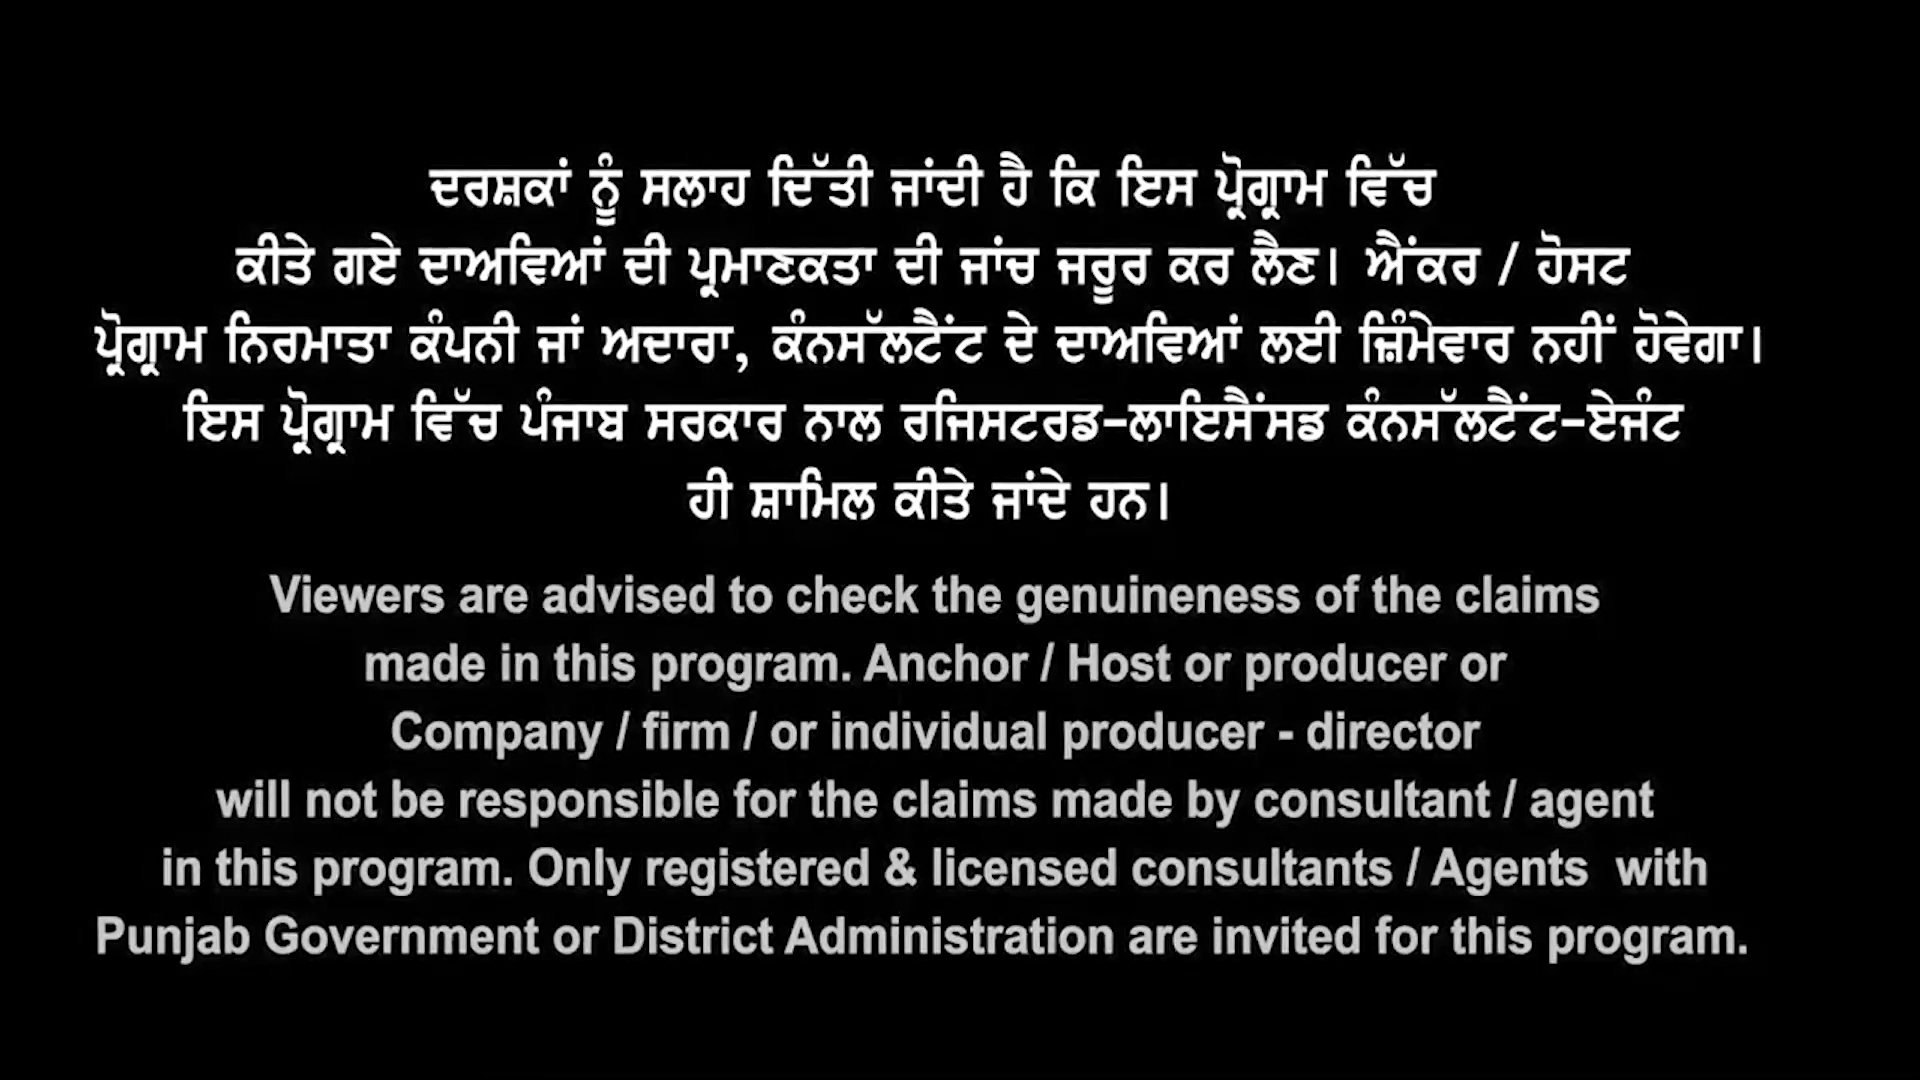 ਦਰਸ਼ਕਾਂ ਨੂੰ ਸਲਾਹ ਦਿੱਤੀ ਜਾਂਦੀ ਹੈ ਕਿ ਇਸ ਪ੍ਰੋਗ੍ਰਾਮ ਵਿੱਚ
ਕੀਤੇ ਗਏ ਦਾਅਵਿਆਂ ਦੀ ਪ੍ਰਮਾਣਕਤਾ ਦੀ ਜਾਂਚ ਜਰੂਰ ਕਰ ਲੈਣ। ਐਂਕਰ / ਹੋਸਟ
ਪ੍ਰੋਗ੍ਰਾਮ ਨਿਰਮਾਤਾ ਕੰਪਨੀ ਜਾਂ ਅਦਾਰਾ, ਕੰਨਸੱਲਟੈਂਟ ਦੇ ਦਾਅਵਿਆਂ ਲਈ ਜ਼ਿੰਮੇਵਾਰ ਨਹੀਂ ਹੋਵੇਗਾ।
ਇਸ ਪ੍ਰੋਗ੍ਰਾਮ ਵਿੱਚ ਪੰਜਾਬ ਸਰਕਾਰ ਨਾਲ ਰਜਿਸਟਰਡ-ਲਾਇਸੈਂਸਡ ਕੰਨਸੱਲਟੈਂਟ-ਏਜੰਟ
ਹੀ ਸ਼ਾਮਿਲ ਕੀਤੇ ਜਾਂਦੇ ਹਨ।
Viewers are advised to check the genuineness of the claims
made in this program. Anchor / Host or producer or
Company / firm / or individual producer - director
will not be responsible for the claims made by consultant / agent
in this program. Only registered & licensed consultants / Agents with
Punjab Government or District Administration are invited for this program.